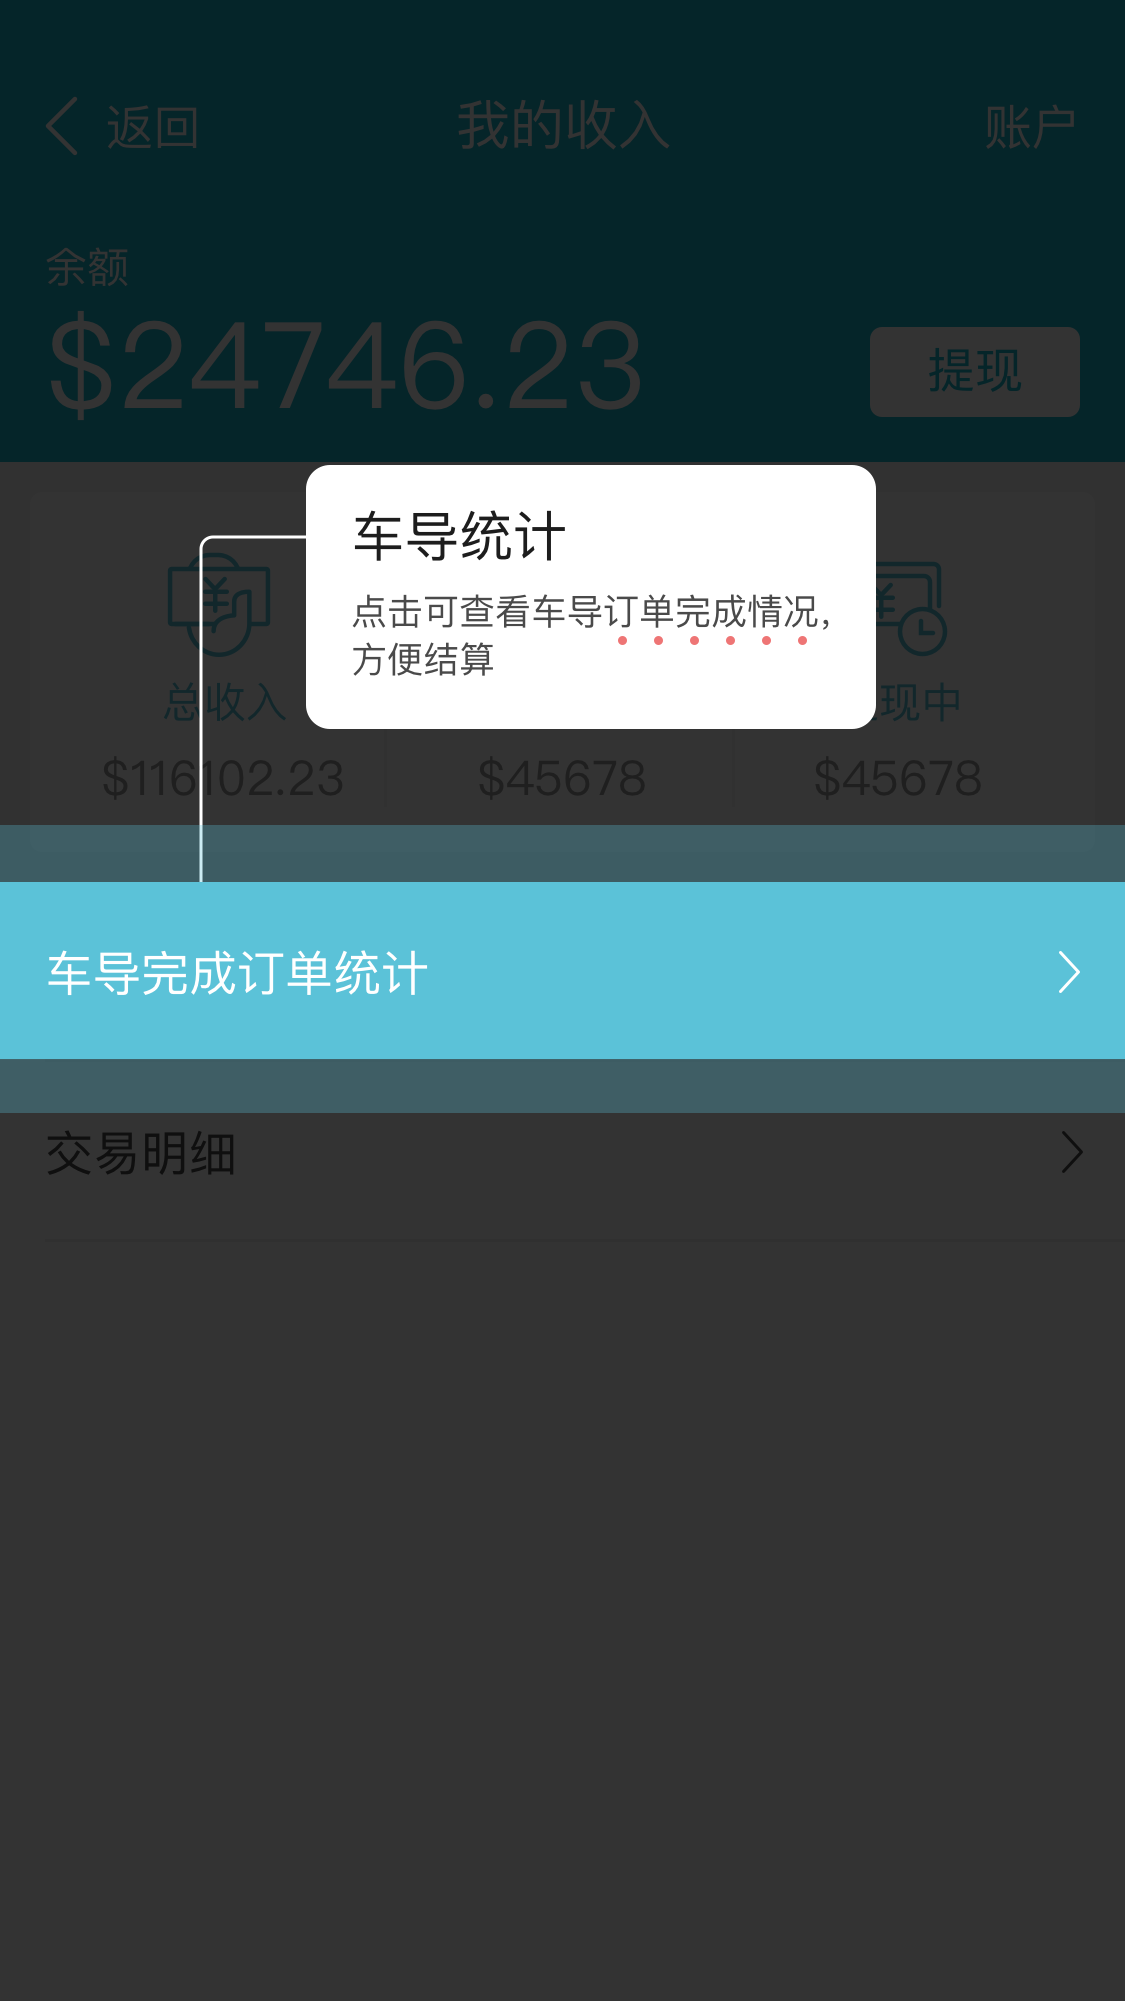 返回
我的收入
账户
余额
$24746.23
提现
车导统计
点击可查看车导订单完成情况，
方便结算
总收入
现中
$116102.23
$45678
$45678
车导完成订单统计
交易明细